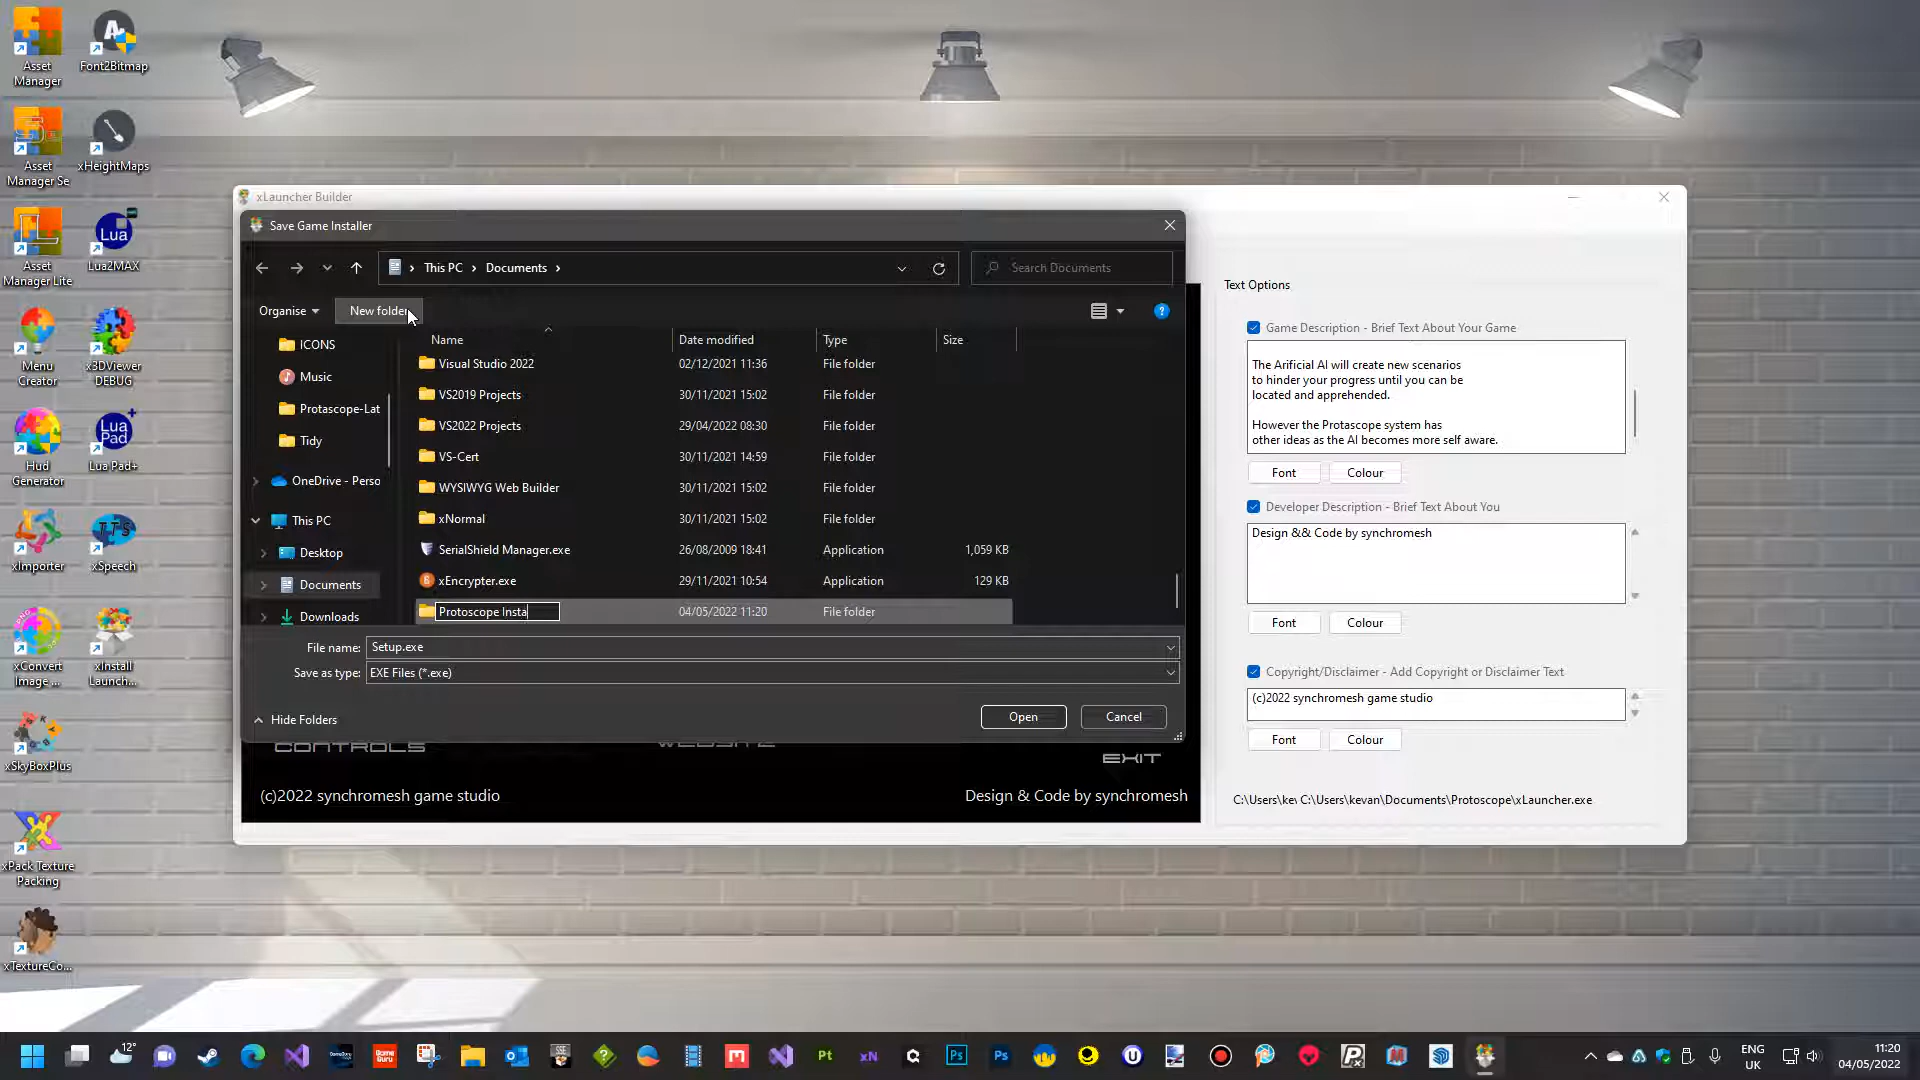 Asset
Manager
Font2Bitmap
Asset
Manager Se
xHeightMaps
Asset
Manager Lite
Lua
Lua2MAX
Menu
Creator
x3DViewer
DEBUG
Hud
Generator
Lua
Pad
Lua Pad+
xImporter
xSpeech
xConvert
Image ...
xInstall
Launch...
xSkyBoxPlus
xPack Texture
Packing
xTextureCo...
xLauncher Builder
Save Game Installer
This PC
Documents
Search Documents
Organise
New folder
Name
Date modified
Type
Size
ICONS
Music
Protascope-Lat
Tidy
OneDrive - Perso
This PC
Desktop
Documents
Downloads
Visual Studio 2022 02/12/2021 11:36 File folder
VS2019 Projects 30/11/2021 15:02 File folder
VS2022 Projects 29/04/2022 08:30 File folder
VS-Cert 30/11/2021 14:59 File folder
WYSIWYG Web Builder 30/11/2021 15:02 File folder
xNormal 30/11/2021 15:02 File folder
SerialShield Manager.exe 26/08/2009 18:41 Application 1,059 KB
xEncrypter.exe 29/11/2021 10:54 Application 129 KB
Protoscope Insta 04/05/2022 11:20 File folder
File name: Setup.exe
Save as type: EXE Files (*.exe)
Hide Folders
Open
Cancel
CONTROLS
WEBSITE
EXIT
(c)2022 synchromesh game studio
Design & Code by synchromesh
Text Options
Game Description - Brief Text About Your Game
The Arificial AI will create new scenarios
to hinder your progress until you can be
located and apprehended.
However the Protascope system has
other ideas as the AI becomes more self aware.
Font
Colour
Developer Description - Brief Text About You
Design && Code by synchromesh
Font
Colour
Copyright/Disclaimer - Add Copyright or Disclaimer Text
(c)2022 synchromesh game studio
Font
Colour
C:\Users\ke\ C:\Users\kevan\Documents\Protoscope\xLauncher.exe
12°
Pt
xN
Ps
Ps
ENG
UK
11:20
04/05/2022